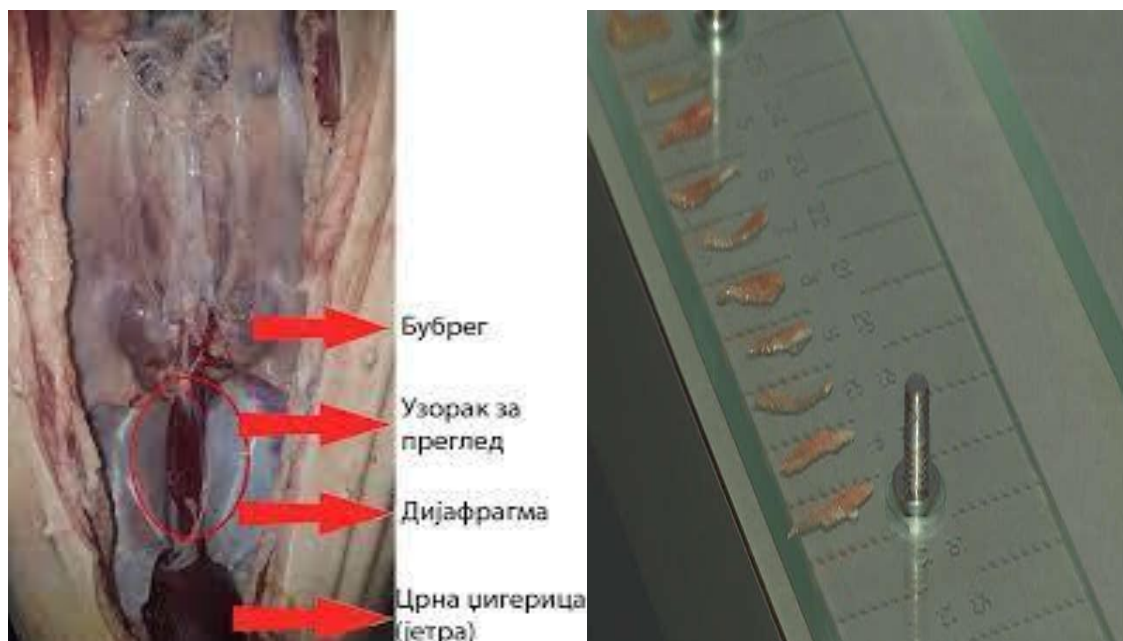 Бубрег
Узорак за
преглед
Дијафрагма
Црна џигерица
(јетра)